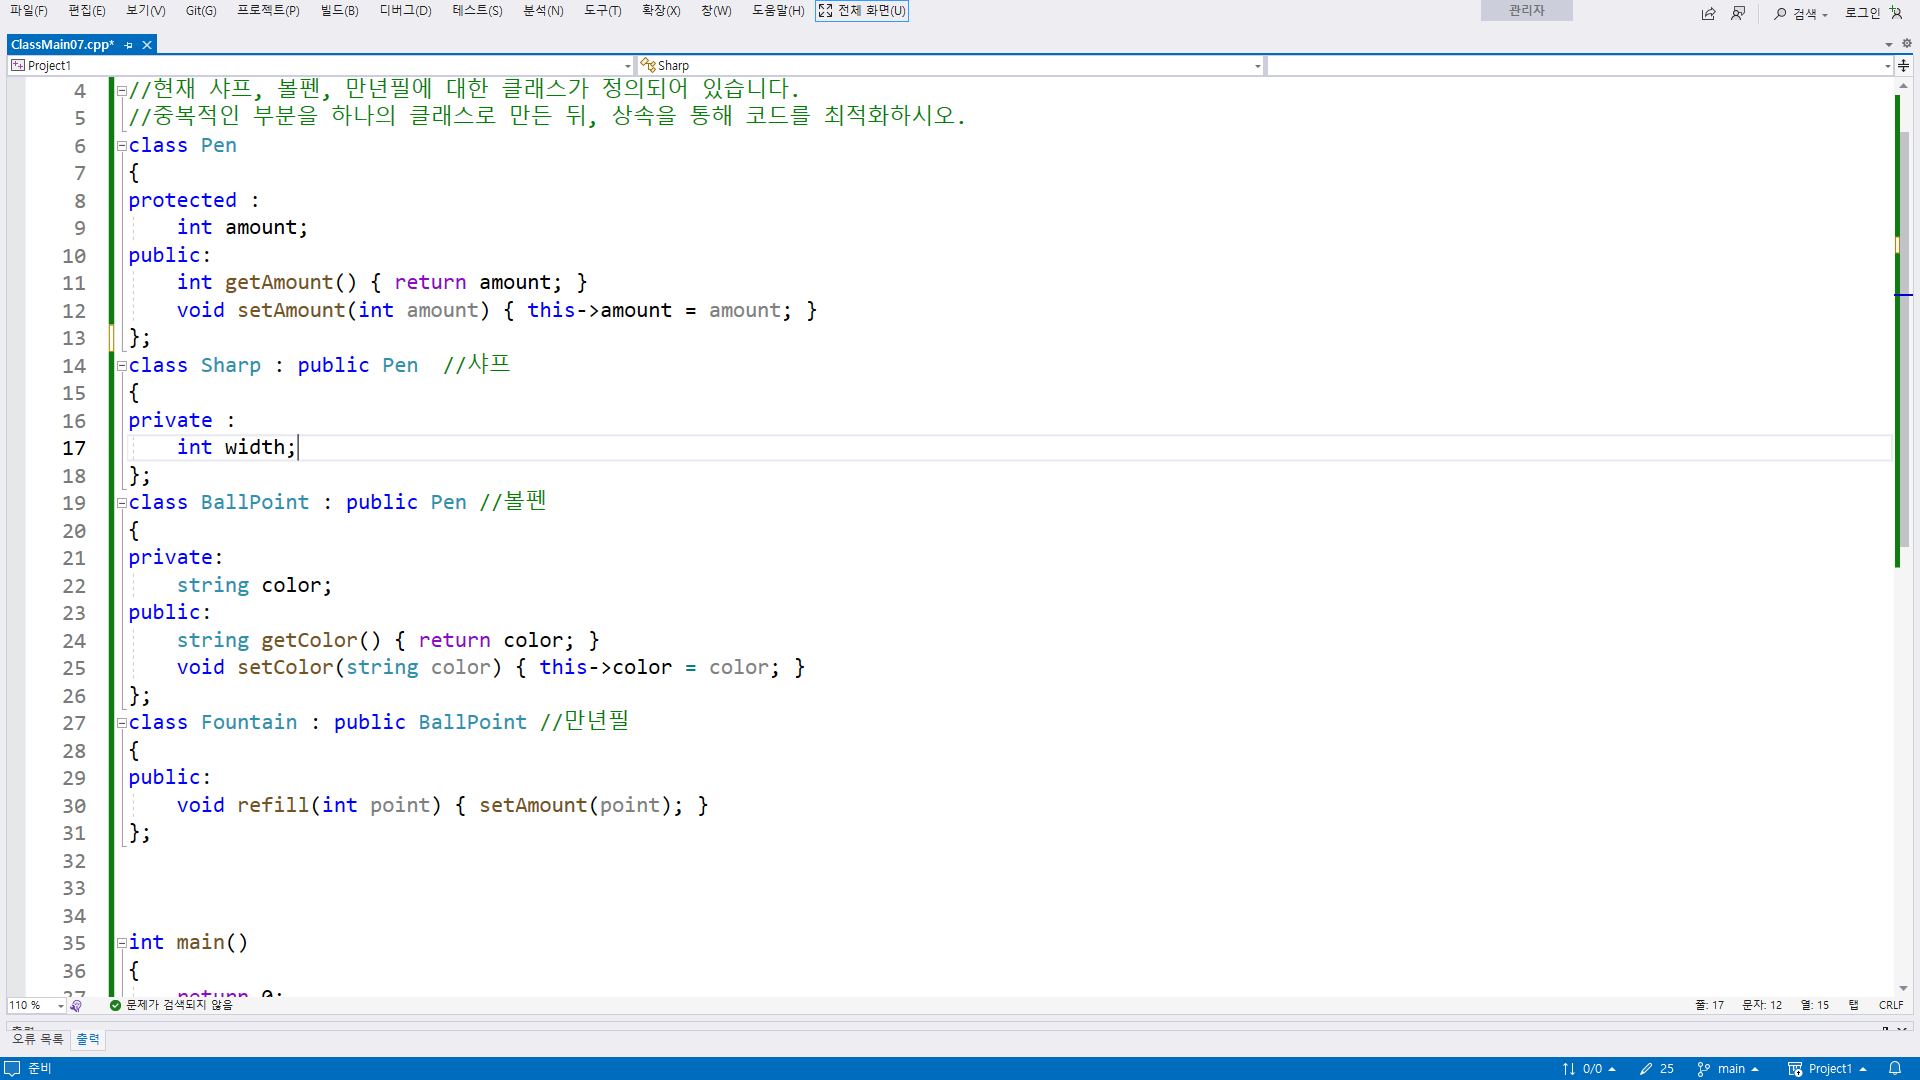 파일(F) 편집(E) 보기(V) Git(G) 프로젝트(P) 빌드(B) 디버그(D) 테스트(S) 분석(N) 도구(T) 확장(X) 창(W) 도움말(H) 전체 화면(U) 관리자 검색 로그인
ClassMain07.cpp*
Project1 Sharp
4 //현재 샤프, 볼펜, 만년필에 대한 클래스가 정의되어 있습니다.
5 //중복적인 부분을 하나의 클래스로 만든 뒤, 상속을 통해 코드를 최적화하시오.
6 class Pen
7 {
8 protected :
9 int amount;
10 public:
11 int getAmount() { return amount; }
12 void setAmount(int amount) { this->amount = amount; }
13 };
14 class Sharp : public Pen //샤프
15 {
16 private :
17 int width;
18 };
19 class BallPoint : public Pen //볼펜
20 {
21 private:
22 string color;
23 public:
24 string getColor() { return color; }
25 void setColor(string color) { this->color = color; }
26 };
27 class Fountain : public BallPoint //만년필
28 {
29 public:
30 void refill(int point) { setAmount(point); }
31 };
32
33
34
35 int main()
36 {
37 return 0;
110 % 문제가 검색되지 않음 줄: 17 문자: 12 열: 15 탭 CRLF
출력
오류 목록 출력
준비 0/0 25 main Project1